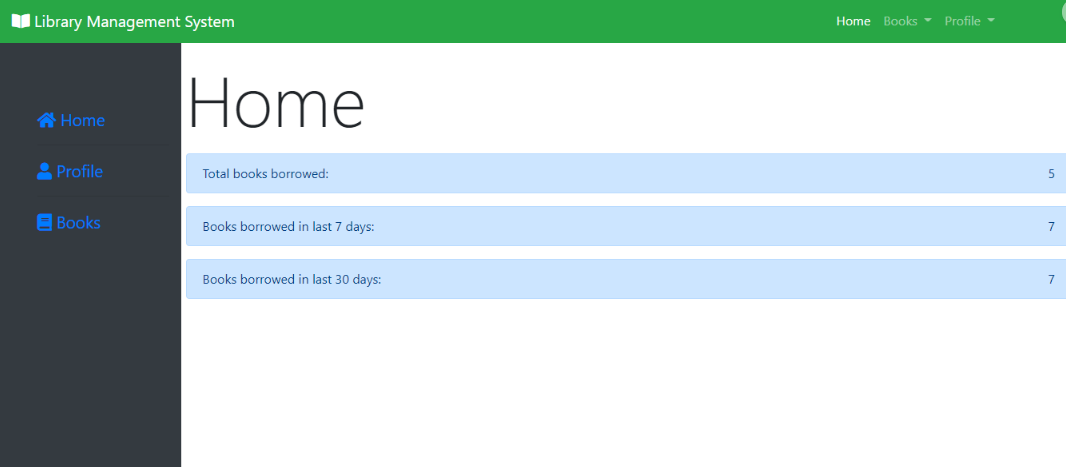 Library Management System
Home Books Profile
Home
Profile
Books
Home
Total books borrowed: 5
Books borrowed in last 7 days: 7
Books borrowed in last 30 days: 7